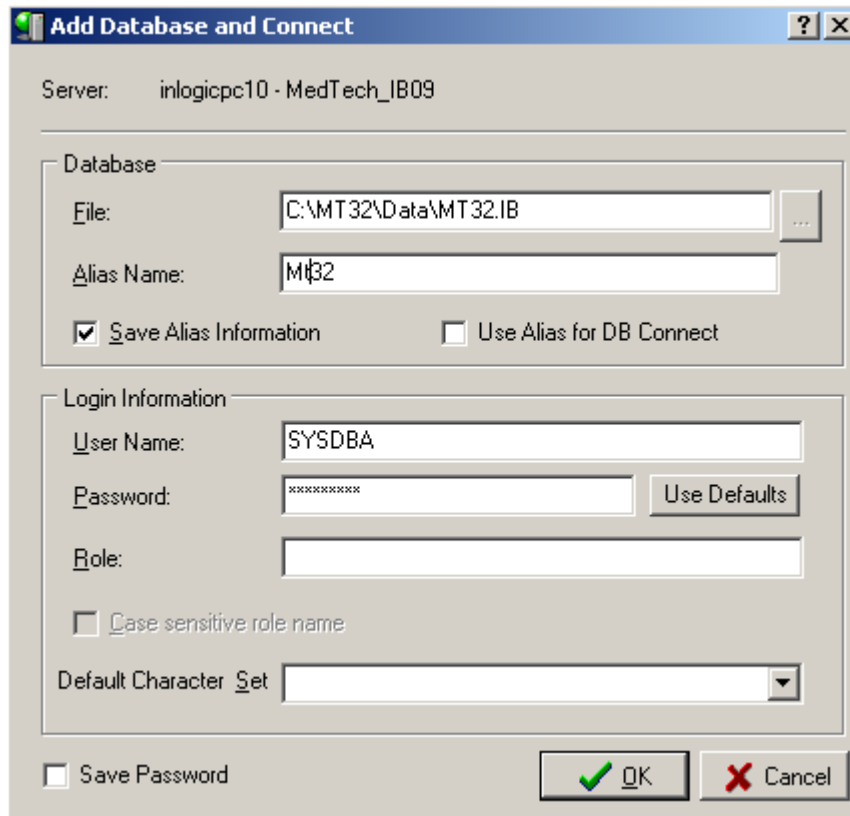 Add Database and Connect
Server: inlogicpc10 - MedTech_IB09
Database
File: C:\MT32\Data\MT32.IB ...
Alias Name: Mt32
Save Alias Information Use Alias for DB Connect
Login Information
User Name: SYSDBA
Password: ××××××××× Use Defaults
Role:
Case sensitive role name
Default Character Set
Save Password OK Cancel